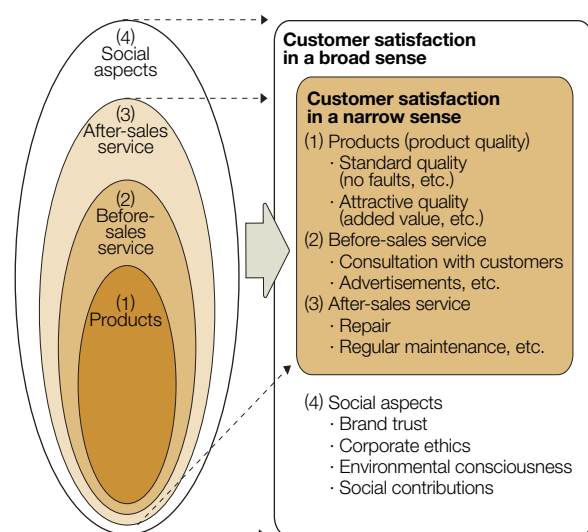 (4)
Social
aspects
(3)
After-sales
service
(2)
Before-
sales
service
(1)
Products
Customer satisfaction
in a broad sense
Customer satisfaction
in a narrow sense
(1) Products (product quality)
· Standard quality
(no faults, etc.)
· Attractive quality
(added value, etc.)
(2) Before-sales service
· Consultation with customers
· Advertisements, etc.
(3) After-sales service
· Repair
· Regular maintenance, etc.
(4) Social aspects
· Brand trust
· Corporate ethics
· Environmental consciousness
· Social contributions